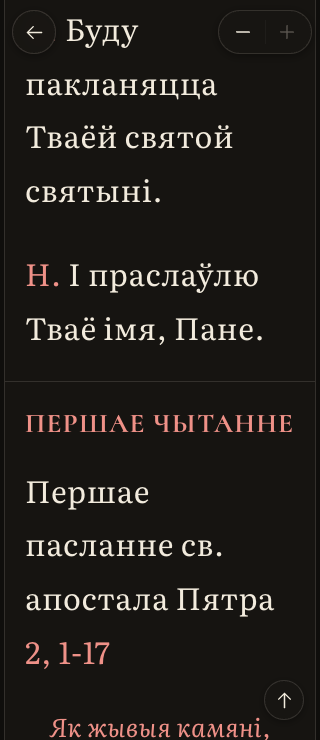 Буду
пакланяцца
Тваёй святой
святыні.
Н. І праслаўлю
Тваё імя, Пане.
ПЕРШАЕ ЧЫТАННЕ
Першае
пасланне св.
апостала Пятра
2, 1-17
Як жывыя камяні,